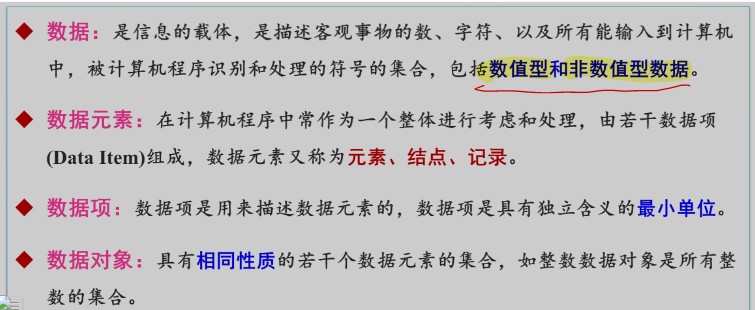 ◆ 数据：是信息的载体，是描述客观事物的数、字符、以及所有能输入到计算机
中，被计算机程序识别和处理的符号的集合，包括数值型和非数值型数据。
◆ 数据元素：在计算机程序中常作为一个整体进行考虑和处理，由若干数据项
(Data Item)组成，数据元素又称为元素、结点、记录。
◆ 数据项：数据项是用来描述数据元素的，数据项是具有独立含义的最小单位。
◆ 数据对象：具有相同性质的若干个数据元素的集合，如整数数据对象是所有整
数的集合。